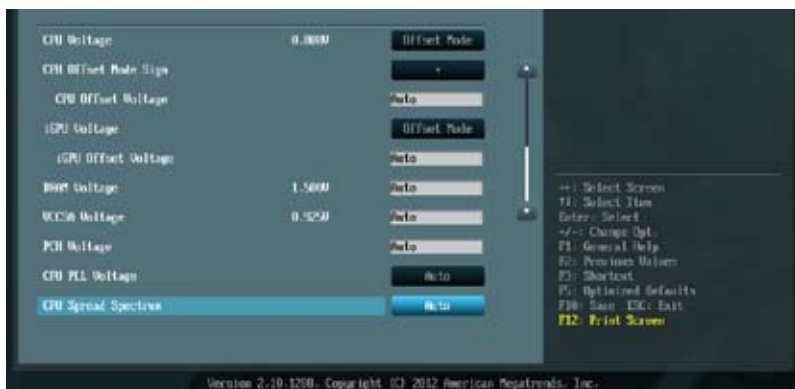 CPU Voltage 0.800V Offset Mode
CPU Offset Mode Sign
CPU Offset Voltage Auto
iGPU Voltage Offset Mode
iGPU Offset Voltage Auto
DRAM Voltage 1.500V Auto
VCCSA Voltage 0.925V Auto
PCH Voltage Auto
CPU PLL Voltage Auto
CPU Spread Spectrum Auto
: Select Screen
: Select Item
Enter: Select
+/-: Change Opt.
F1: General Help
F2: Previous Values
F3: Shortcut
F5: Optimized Defaults
F10: Save ESC: Exit
F12: Print Screen
Version 2.10.1208. Copyright (C) 2012 American Megatrends, Inc.